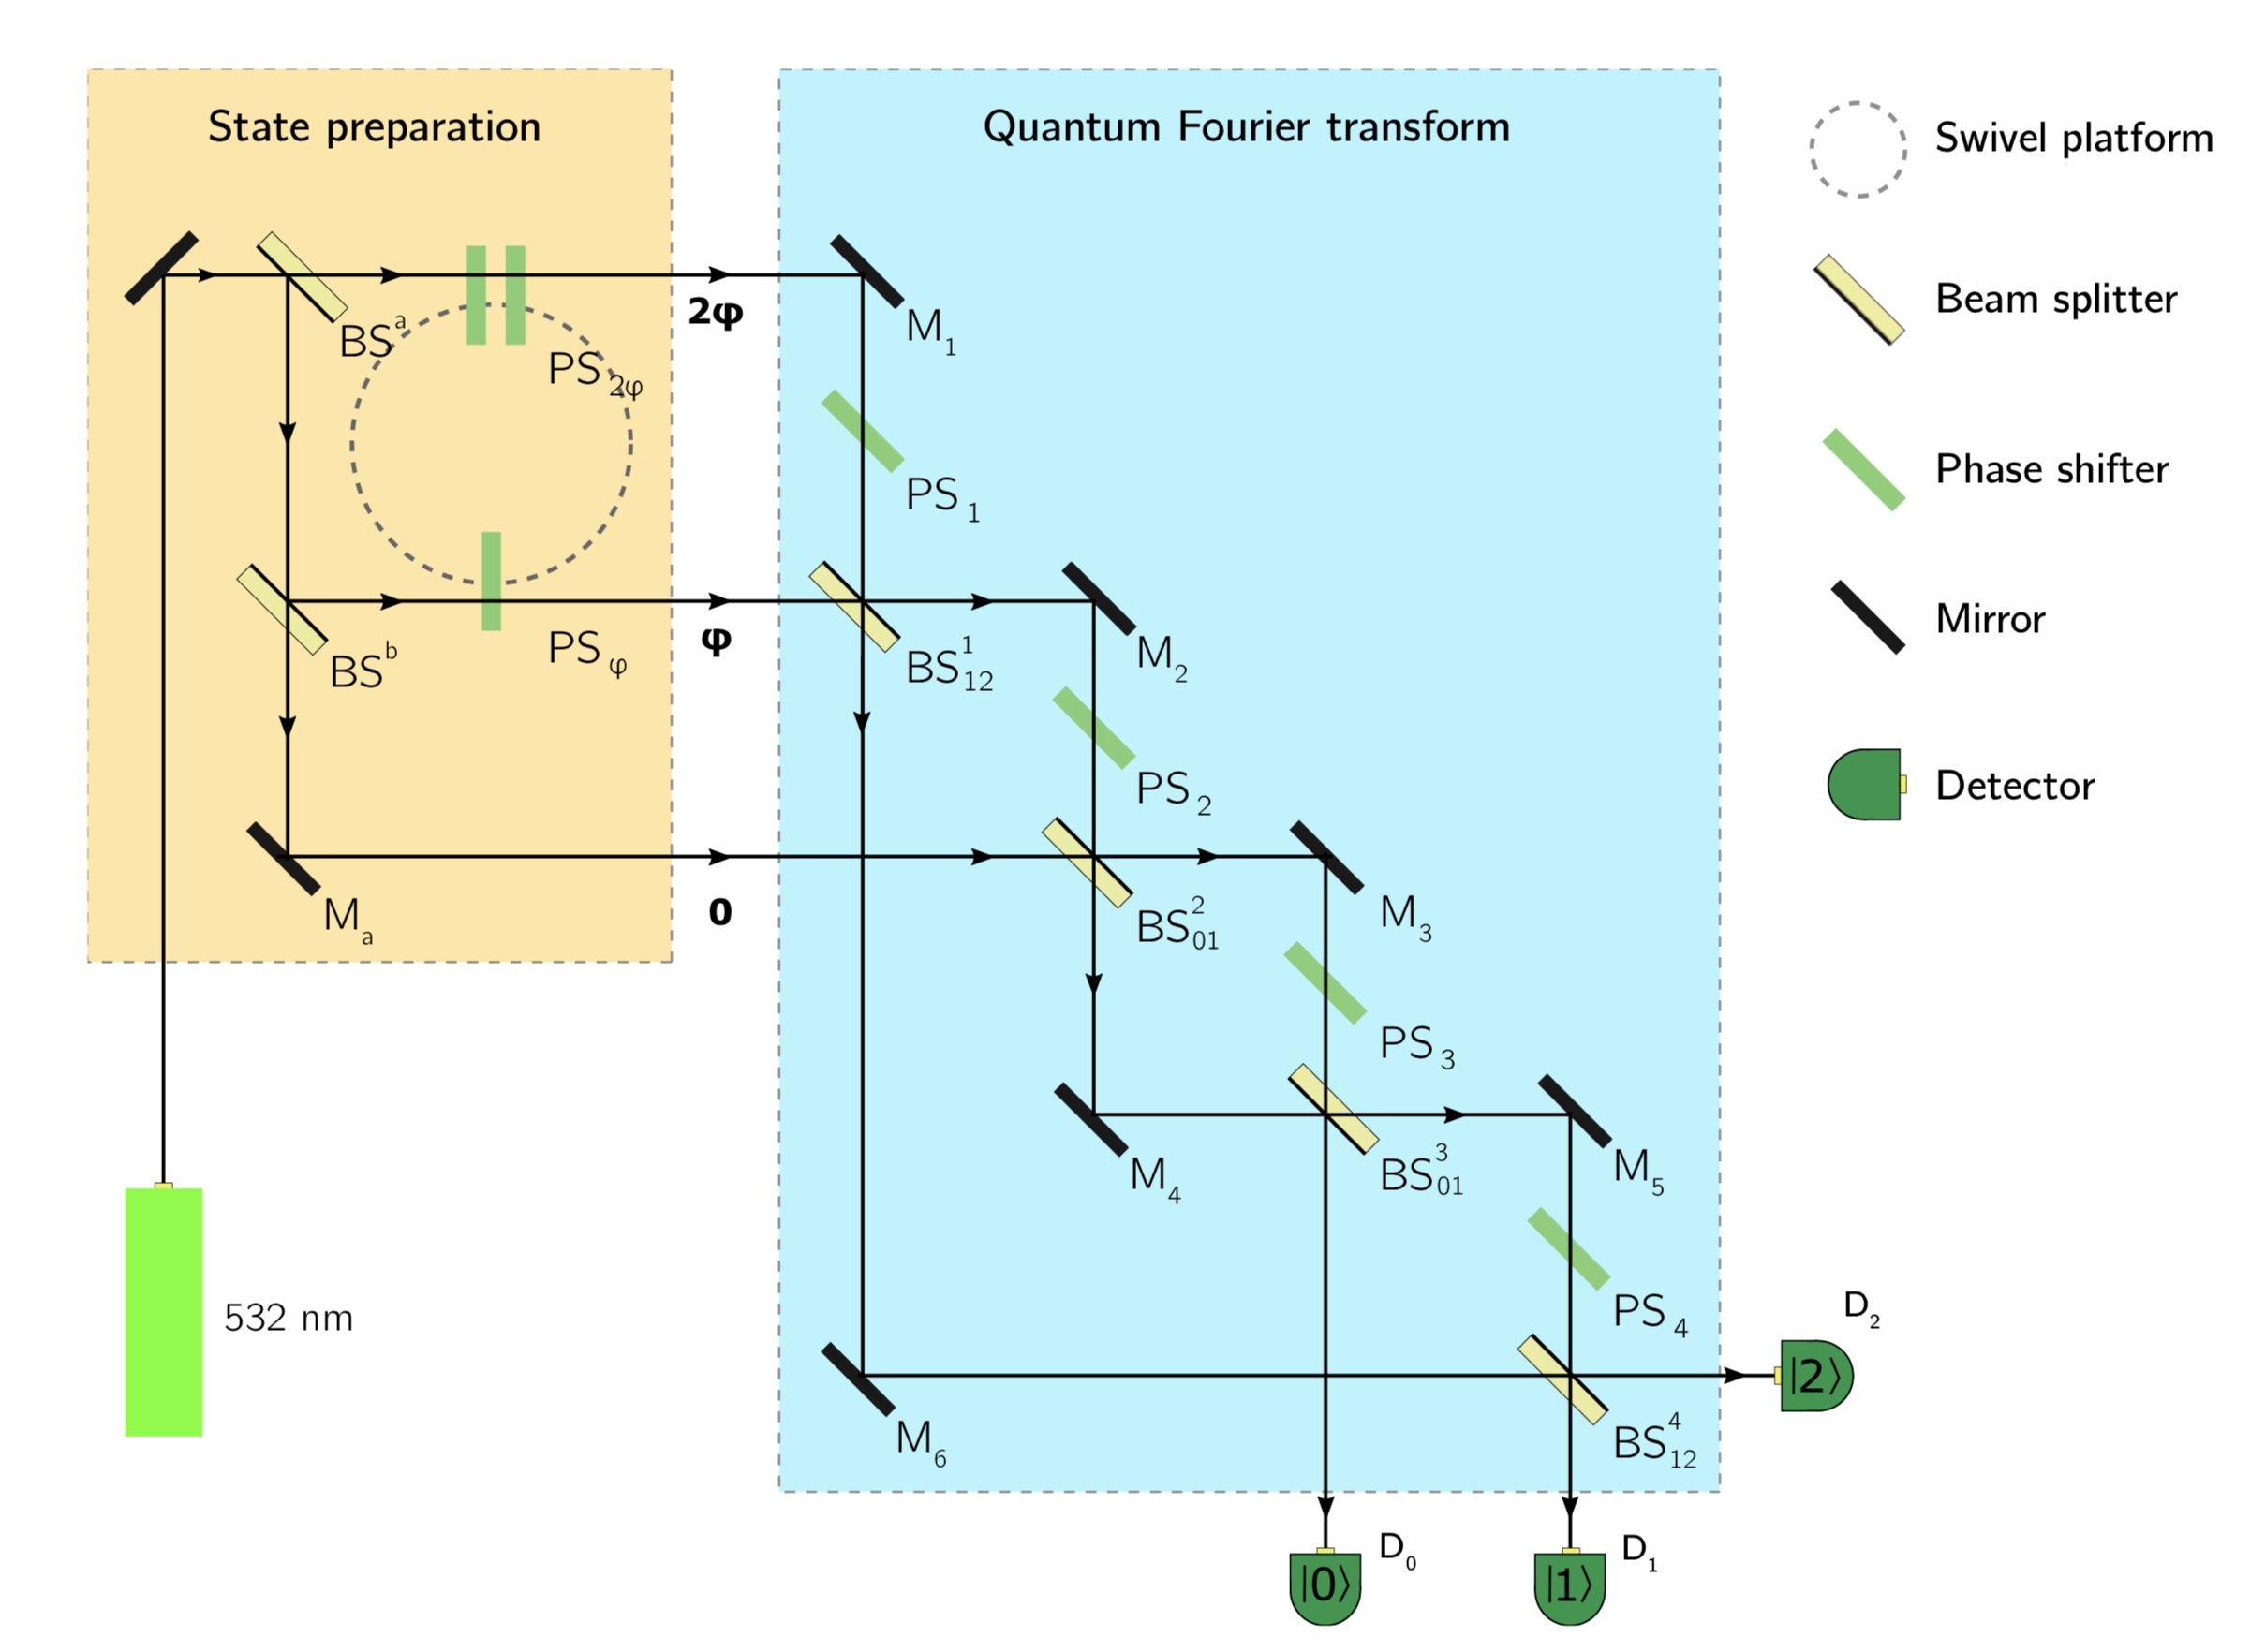 State preparation
Quantum Fourier transform
Swivel platform
BSᵃ
2φ
M₁
Beam splitter
PS₂φ
PS₁
Phase shifter
BSᵇ
PSφ
φ
BS¹₁₂
M₂
Mirror
PS₂
Detector
Mₐ
0
BS²₀₁
M₃
PS₃
M₄
BS³₀₁
M₅
532 nm
PS₄
D₂
|2⟩
M₆
BS⁴₁₂
D₀
D₁
|0⟩
|1⟩